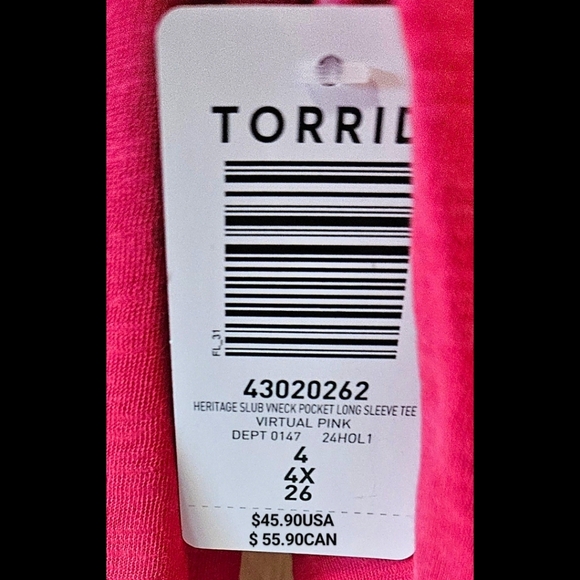 TORRID
FL_31
43020262
HERITAGE SLUB VNECK POCKET LONG SLEEVE TEE
VIRTUAL PINK
DEPT 0147 24HOL1
4
4X
26
$45.90USA
$ 55.90CAN